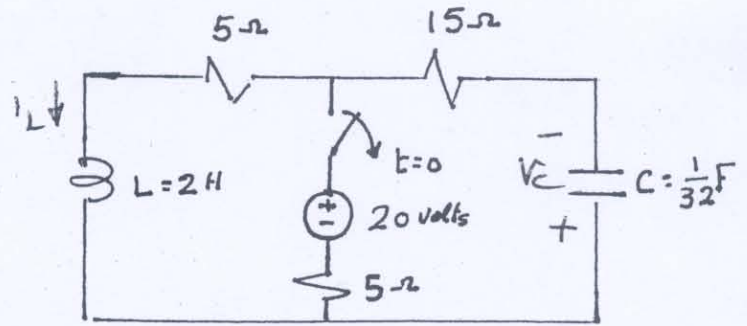 5Ω 15Ω
iL
t=0
L=2H
+
-
20 volts
-
Vc
+
C=1/32F
5Ω